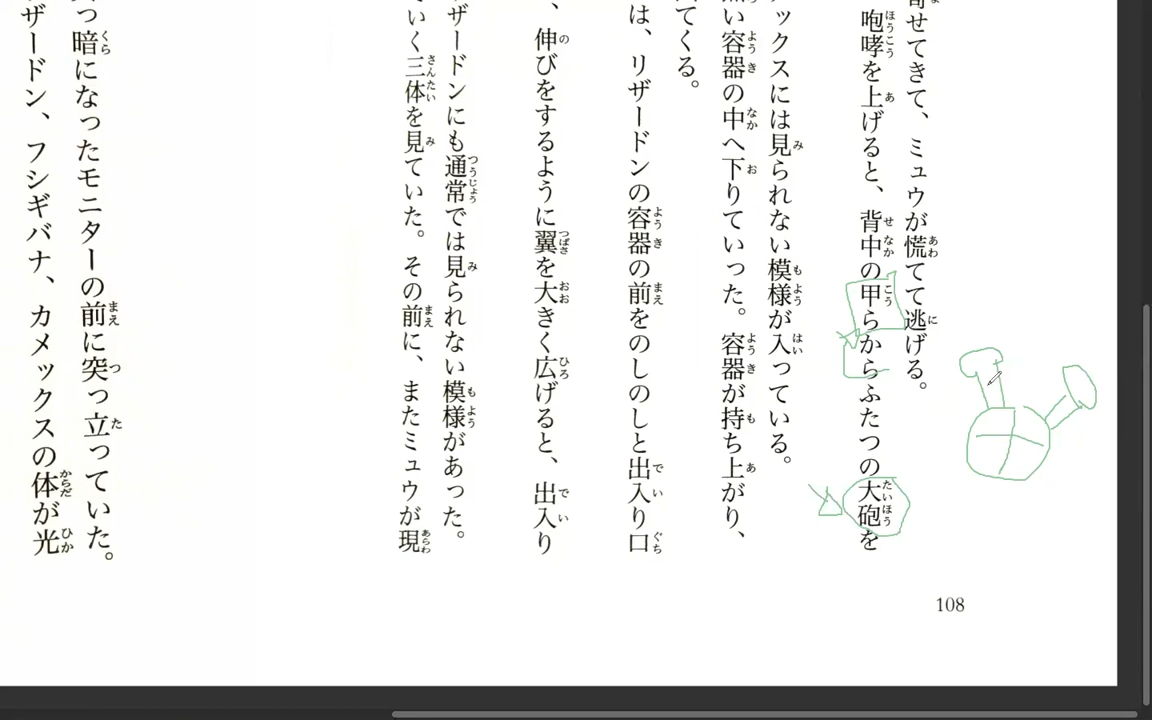 せてきて、ミュウが慌てて逃げる。
咆哮を上げると、背中の甲らからふたつの大砲を
ックスには見られない模様が入っている。
い容器の中へ下りていった。容器が持ち上がり、
てくる。
は、リザードンの容器の前をのしのしと出入り口
、伸びをするように翼を大きく広げると、出入り
ザードンにも通常では見られない模様があった。
いく三体を見ていた。その前に、またミュウが現
っ暗になったモニターの前に突っ立っていた。
ザードン、フシギバナ、カメックスの体が光
108